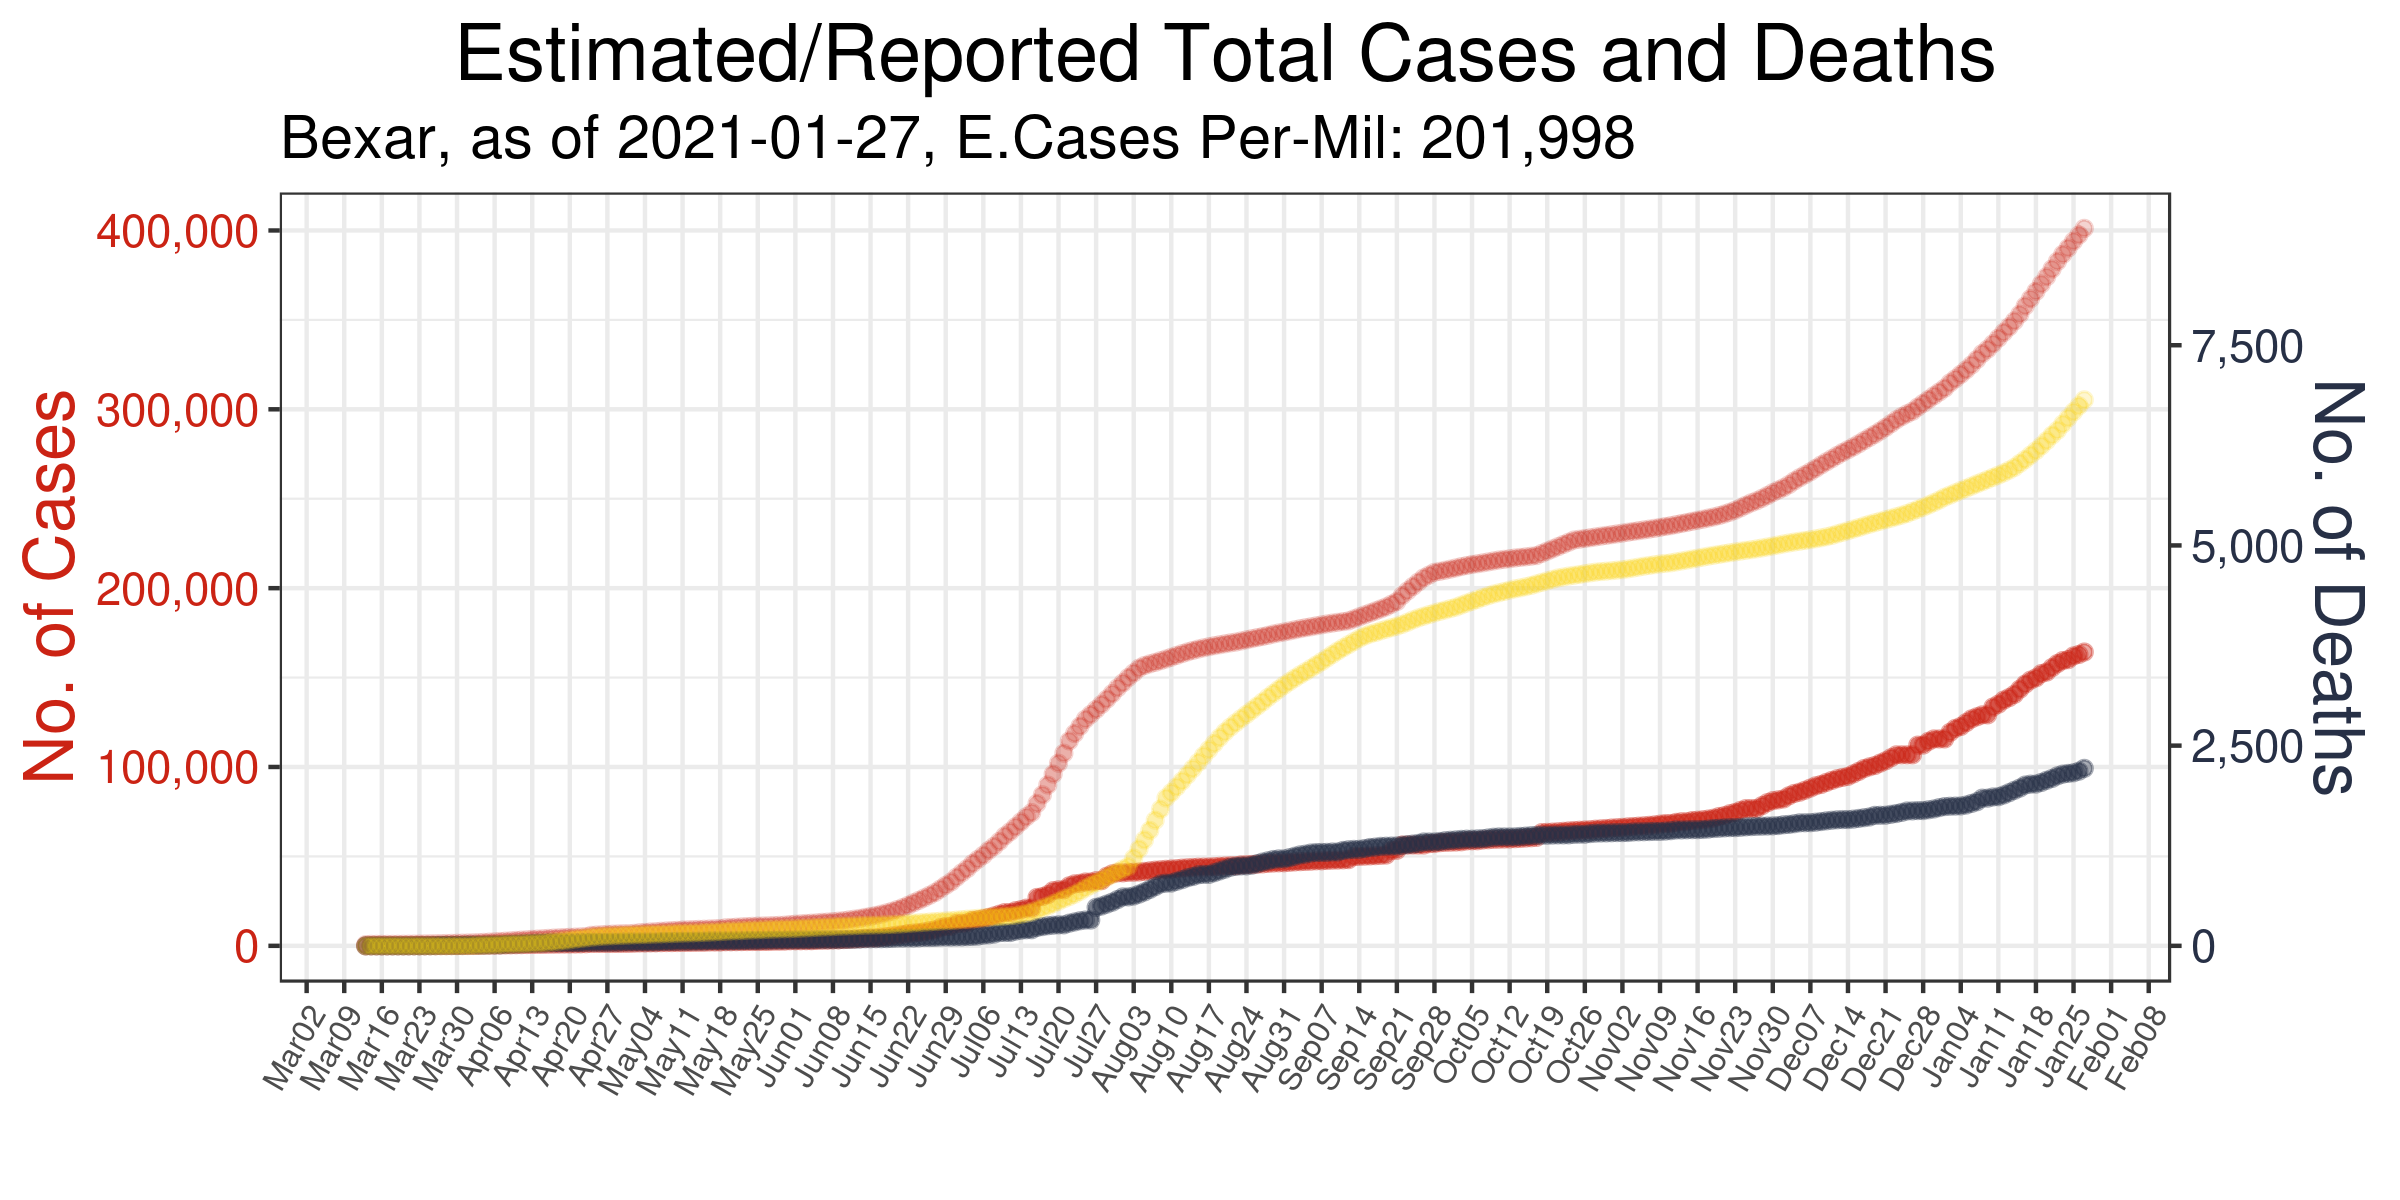 Estimated/Reported Total Cases and Deaths
Bexar, as of 2021-01-27, E.Cases Per-Mil: 201,998
No. of Cases
400,000
300,000
200,000
100,000
0
7,500
5,000
2,500
0
No. of Deaths
Mar02
Mar09
Mar16
Mar23
Mar30
Apr06
Apr13
Apr20
Apr27
May04
May11
May18
May25
Jun01
Jun08
Jun15
Jun22
Jun29
Jul06
Jul13
Jul20
Jul27
Aug03
Aug10
Aug17
Aug24
Aug31
Sep07
Sep14
Sep21
Sep28
Oct05
Oct12
Oct19
Oct26
Nov02
Nov09
Nov16
Nov23
Nov30
Dec07
Dec14
Dec21
Dec28
Jan04
Jan11
Jan18
Jan25
Feb01
Feb08